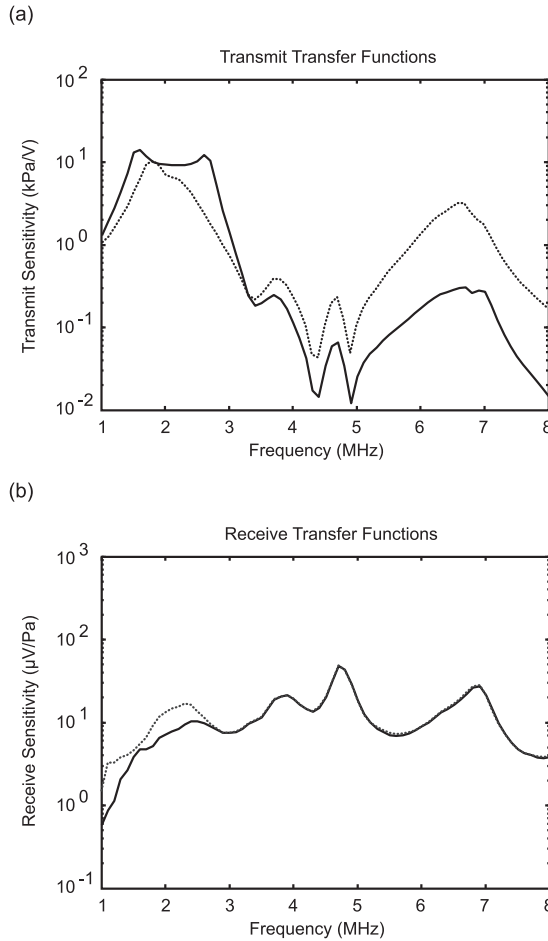 (a)
Transmit Transfer Functions
Transmit Sensitivity (kPa/V)
10^2
10^1
10^0
10^-1
10^-2
1 2 3 4 5 6 7 8
Frequency (MHz)
(b)
Receive Transfer Functions
Receive Sensitivity (μV/Pa)
10^3
10^2
10^1
10^0
10^-1
1 2 3 4 5 6 7 8
Frequency (MHz)